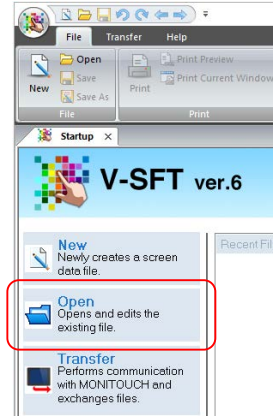 File Transfer Help
New
Open
Save
Save As
Print
Print Preview
Print Current Window
File
Print
Startup
V-SFT ver.6
New
Newly creates a screen
data file.
Open
Opens and edits the
existing file.
Transfer
Performs communication
with MONITOUCH and
exchanges files.
Recent Fil